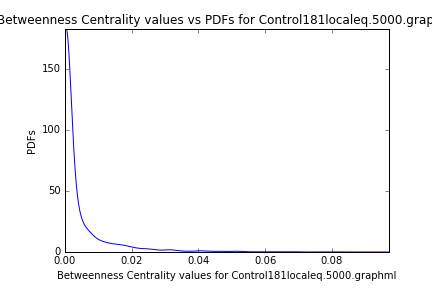 Betweenness Centrality values vs PDFs for Control181localeq.5000.grap
150
100
50
0
PDFs
0.00 0.02 0.04 0.06 0.08
Betweenness Centrality values for Control181localeq.5000.graphml